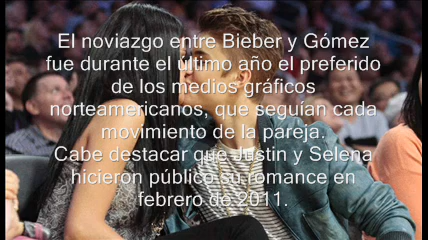 El noviazgo entre Bieber y Gómez
fue durante el último año el preferido
de los medios gráficos
norteamericanos, que seguían cada
movimiento de la pareja.
Cabe destacar que Justin y Selena
hicieron público su romance en
febrero de 2011.